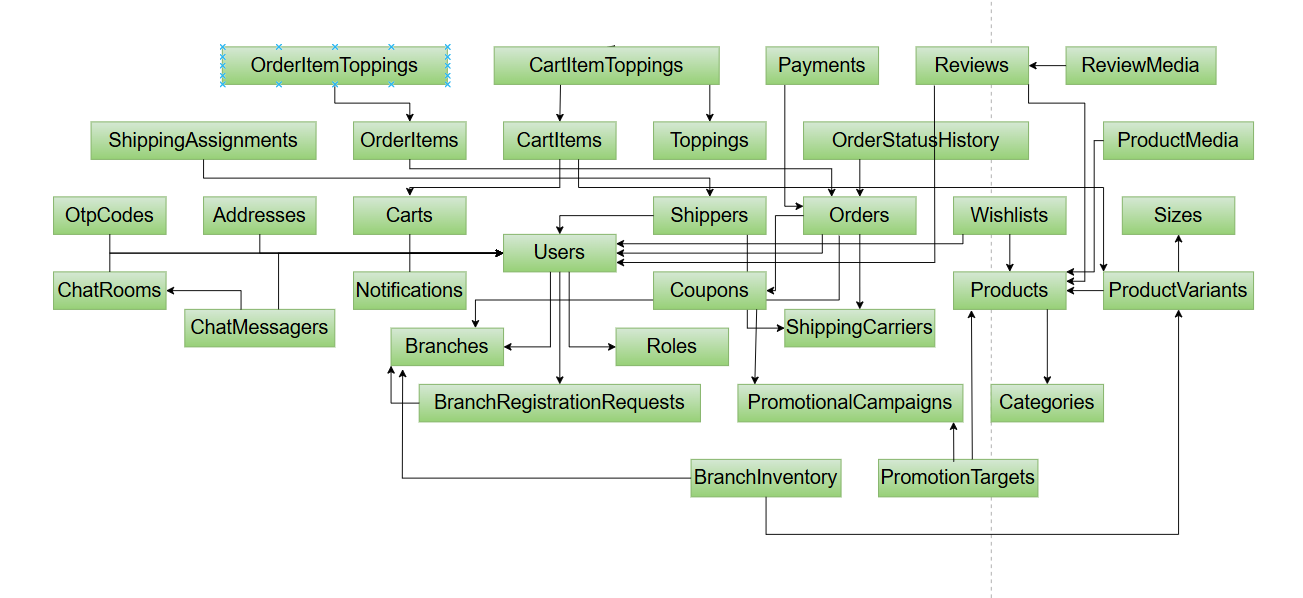 OrderItemToppings
CartItemToppings
Payments
Reviews
ReviewMedia
ShippingAssignments
OrderItems
CartItems
Toppings
OrderStatusHistory
ProductMedia
OtpCodes
Addresses
Carts
Shippers
Orders
Wishlists
Sizes
Users
ChatRooms
Notifications
Coupons
Products
ProductVariants
ChatMessagers
ShippingCarriers
Branches
Roles
BranchRegistrationRequests
PromotionalCampaigns
Categories
BranchInventory
PromotionTargets